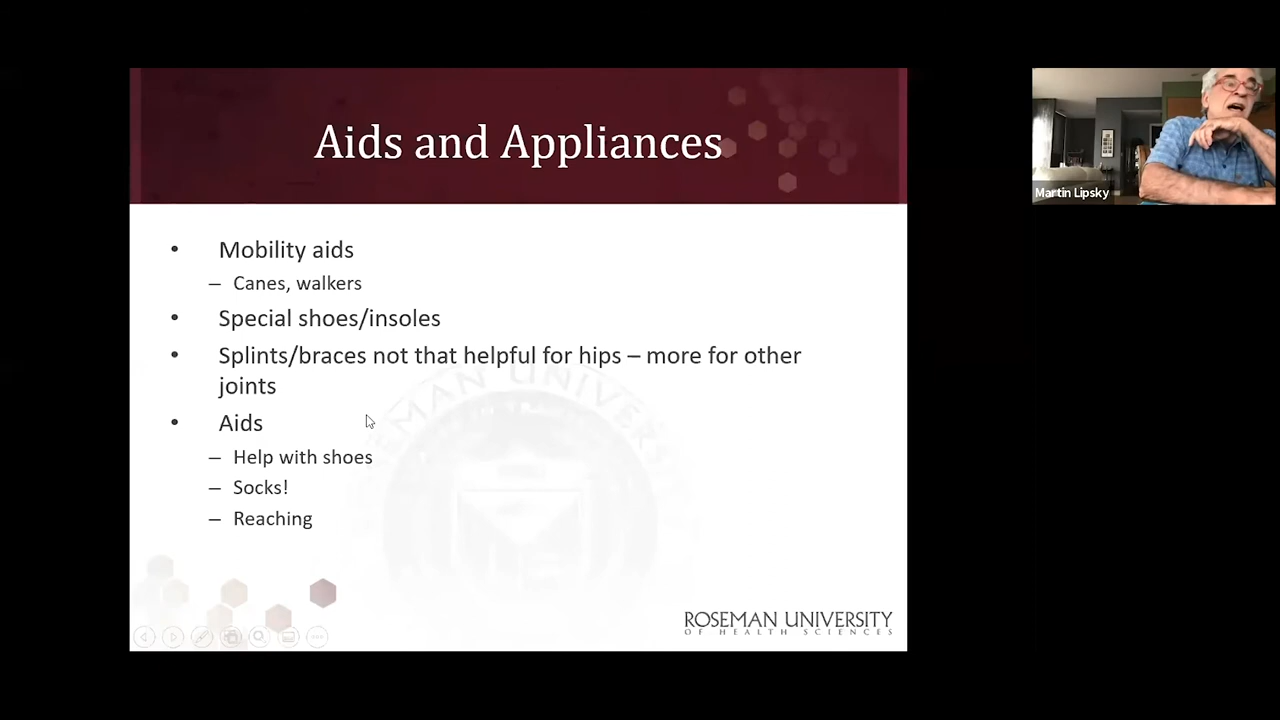 Aids and Appliances
Martin Lipsky
• Mobility aids
– Canes, walkers
• Special shoes/insoles
• Splints/braces not that helpful for hips – more for other
joints
• Aids
– Help with shoes
– Socks!
– Reaching
ROSEMAN UNIVERSITY
OF HEALTH SCIENCES